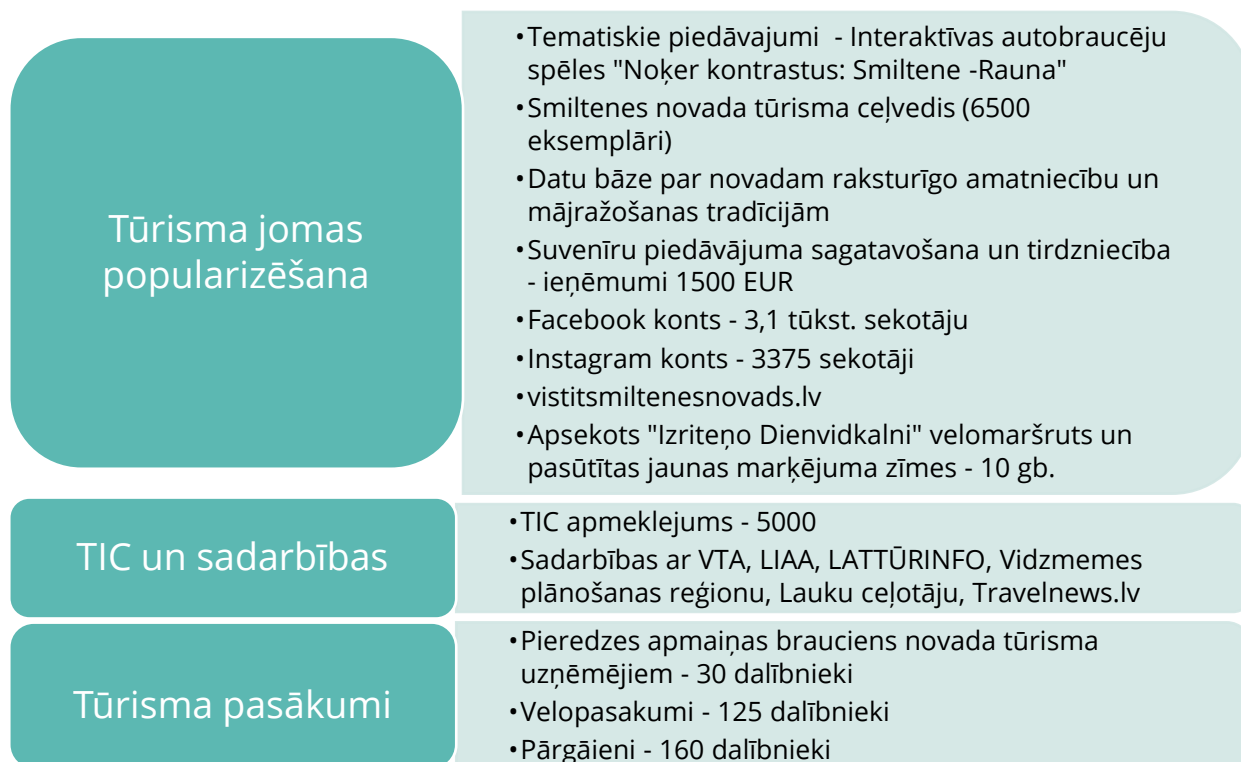 Tūrisma jomas
popularizēšana
•Tematiskie piedāvajumi - Interaktīvas autobraucēju
spēles "Noķer kontrastus: Smiltene -Rauna"
•Smiltenes novada tūrisma ceļvedis (6500
eksemplāri)
•Datu bāze par novadam raksturīgo amatniecību un
mājražošanas tradīcijām
•Suvenīru piedāvājuma sagatavošana un tirdzniecība
- ieņēmumi 1500 EUR
•Facebook konts - 3,1 tūkst. sekotāju
•Instagram konts - 3375 sekotāji
•vistitsmiltenesnovads.lv
•Apsekots "Izriteņo Dienvidkalni" velomaršruts un
pasūtītas jaunas marķējuma zīmes - 10 gb.
TIC un sadarbības
•TIC apmeklejums - 5000
•Sadarbības ar VTA, LIAA, LATTŪRINFO, Vidzmemes
plānošanas reģionu, Lauku ceļotāju, Travelnews.lv
Tūrisma pasākumi
•Pieredzes apmaiņas brauciens novada tūrisma
uzņēmējiem - 30 dalībnieki
•Velopasakumi - 125 dalībnieki
•Pārgāieni - 160 dalībnieki